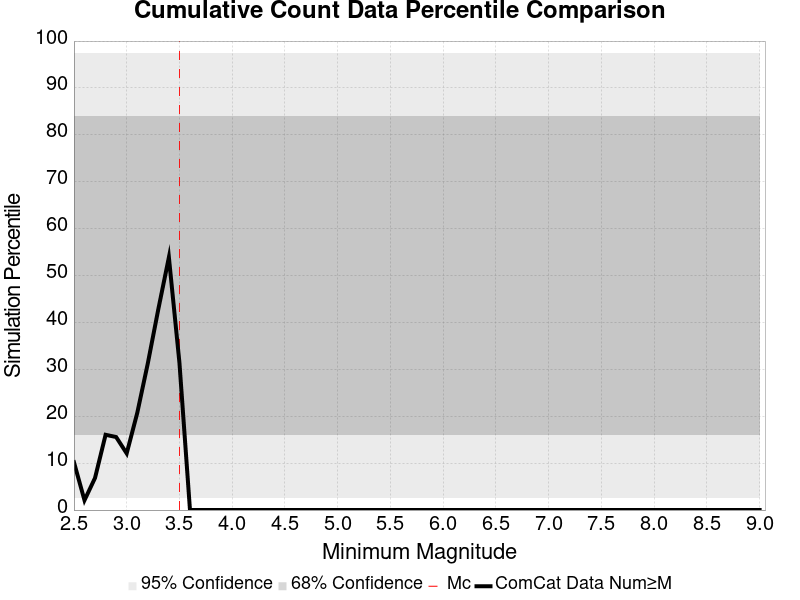 Cumulative Count Data Percentile Comparison
100
90
80
70
60
50
40
30
20
10
0
Simulation Percentile
2.5 3.0 3.5 4.0 4.5 5.0 5.5 6.0 6.5 7.0 7.5 8.0 8.5 9.0
Minimum Magnitude
95% Confidence 68% Confidence Mc ComCat Data Num≥M